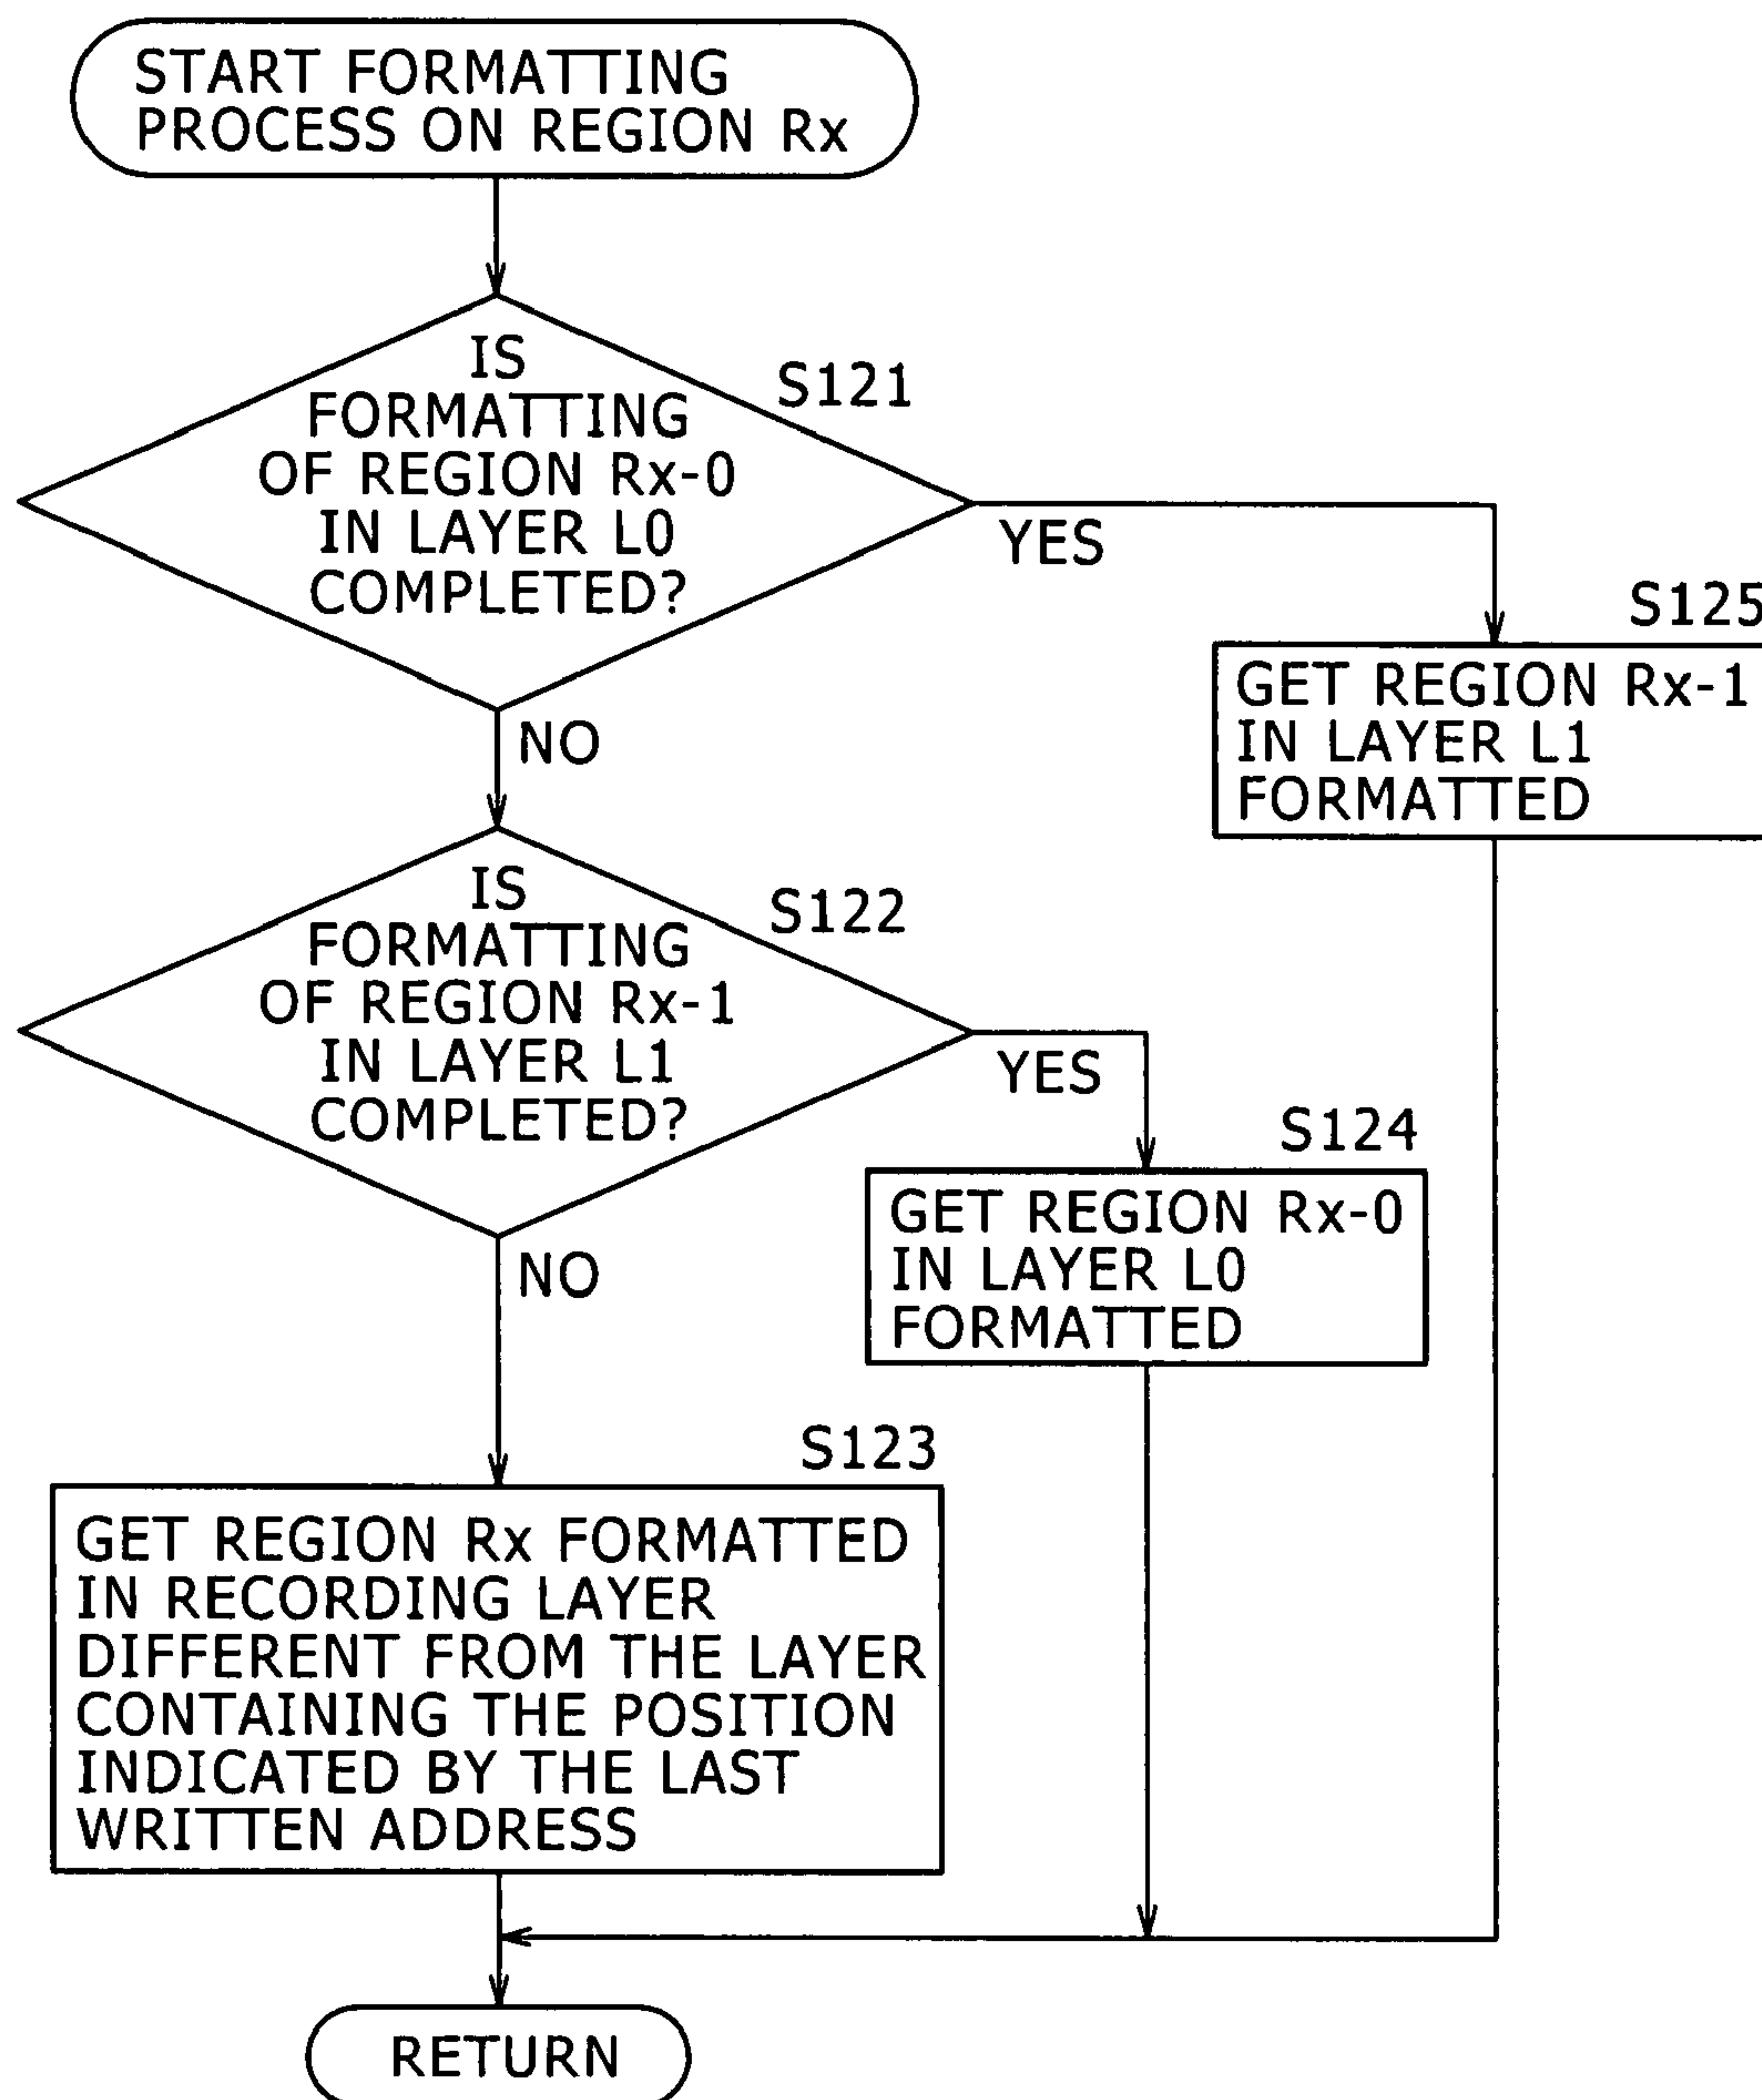 START FORMATTING
PROCESS ON REGION Rx
IS
FORMATTING
OF REGION Rx-0
IN LAYER L0
COMPLETED?
S121
YES
NO
S125
GET REGION Rx-1
IN LAYER L1
FORMATTED
IS
FORMATTING
OF REGION Rx-1
IN LAYER L1
COMPLETED?
S122
YES
NO
S124
GET REGION Rx-0
IN LAYER L0
FORMATTED
S123
GET REGION Rx FORMATTED
IN RECORDING LAYER
DIFFERENT FROM THE LAYER
CONTAINING THE POSITION
INDICATED BY THE LAST
WRITTEN ADDRESS
RETURN